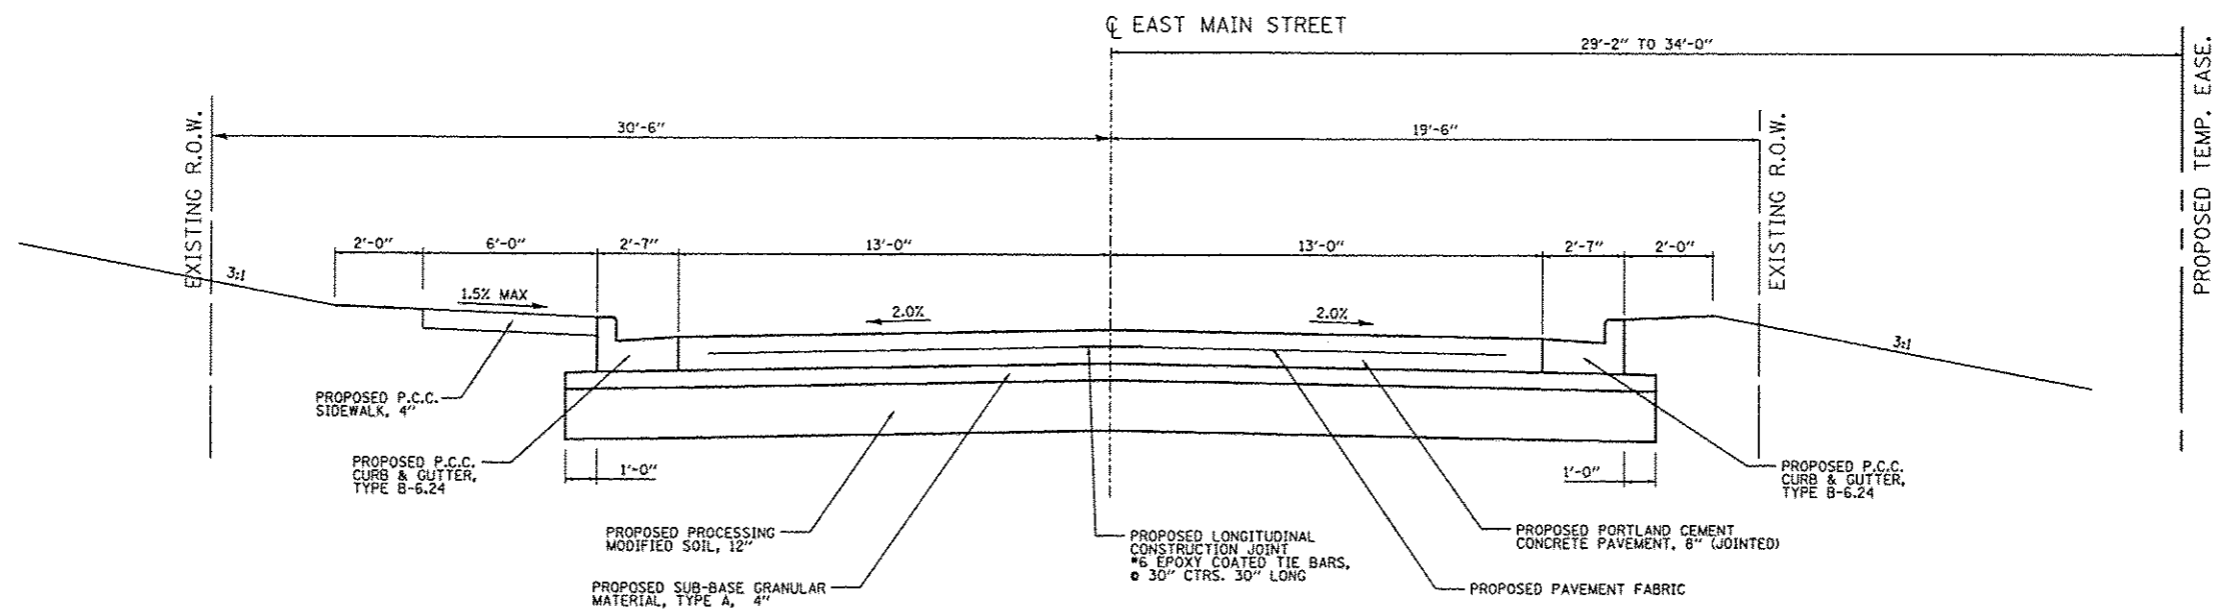 ℄ EAST MAIN STREET
29'-2" TO 34'-0"
30'-6"
19'-6"
EXISTING R.O.W.
EXISTING R.O.W.
PROPOSED TEMP. EASE.
2'-0"
6'-0"
2'-7"
13'-0"
13'-0"
2'-7"
2'-0"
3:1
1.5% MAX
2.0%
2.0%
3:1
PROPOSED P.C.C.
SIDEWALK, 4"
PROPOSED P.C.C.
CURB & GUTTER,
TYPE B-6.24
1'-0"
1'-0"
PROPOSED P.C.C.
CURB & GUTTER,
TYPE B-6.24
PROPOSED PROCESSING
MODIFIED SOIL, 12"
PROPOSED LONGITUDINAL
CONSTRUCTION JOINT
#6 EPOXY COATED TIE BARS,
@ 30" CTRS. 30" LONG
PROPOSED PORTLAND CEMENT
CONCRETE PAVEMENT, 8" (JOINTED)
PROPOSED SUB-BASE GRANULAR
MATERIAL, TYPE A, 4"
PROPOSED PAVEMENT FABRIC